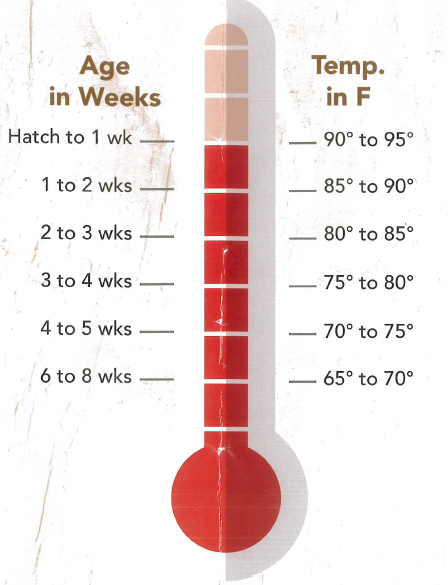 Age
in Weeks
Temp.
in F
Hatch to 1 wk
90° to 95°
1 to 2 wks
85° to 90°
2 to 3 wks
80° to 85°
3 to 4 wks
75° to 80°
4 to 5 wks
70° to 75°
6 to 8 wks
65° to 70°